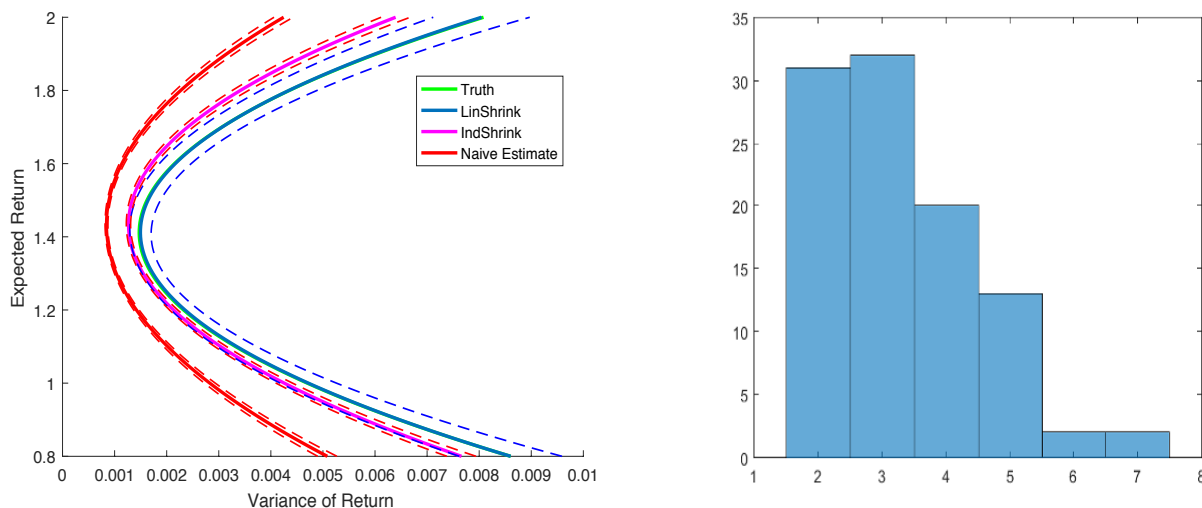 2
1.8
1.6
1.4
1.2
1
0.8
Expected Return
0 0.001 0.002 0.003 0.004 0.005 0.006 0.007 0.008 0.009 0.01
Variance of Return
Truth
LinShrink
IndShrink
Naive Estimate
35
30
25
20
15
10
5
0
1 2 3 4 5 6 7 8